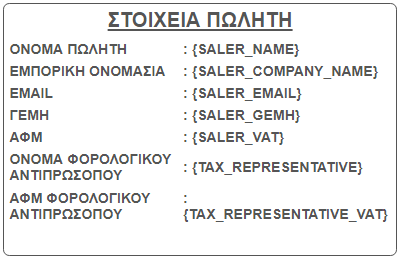 ΣΤΟΙΧΕΙΑ ΠΩΛΗΤΗ
ΟΝΟΜΑ ΠΩΛΗΤΗ : {SALER_NAME}
ΕΜΠΟΡΙΚΗ ΟΝΟΜΑΣΙΑ : {SALER_COMPANY_NAME}
EMAIL : {SALER_EMAIL}
ΓΕΜΗ : {SALER_GEMH}
ΑΦΜ : {SALER_VAT}
ΟΝΟΜΑ ΦΟΡΟΛΟΓΙΚΟΥ
ΑΝΤΙΠΡΩΣΟΠΟΥ : {TAX_REPRESENTATIVE}
ΑΦΜ ΦΟΡΟΛΟΓΙΚΟΥ :
ΑΝΤΙΠΡΩΣΟΠΟΥ {TAX_REPRESENTATIVE_VAT}